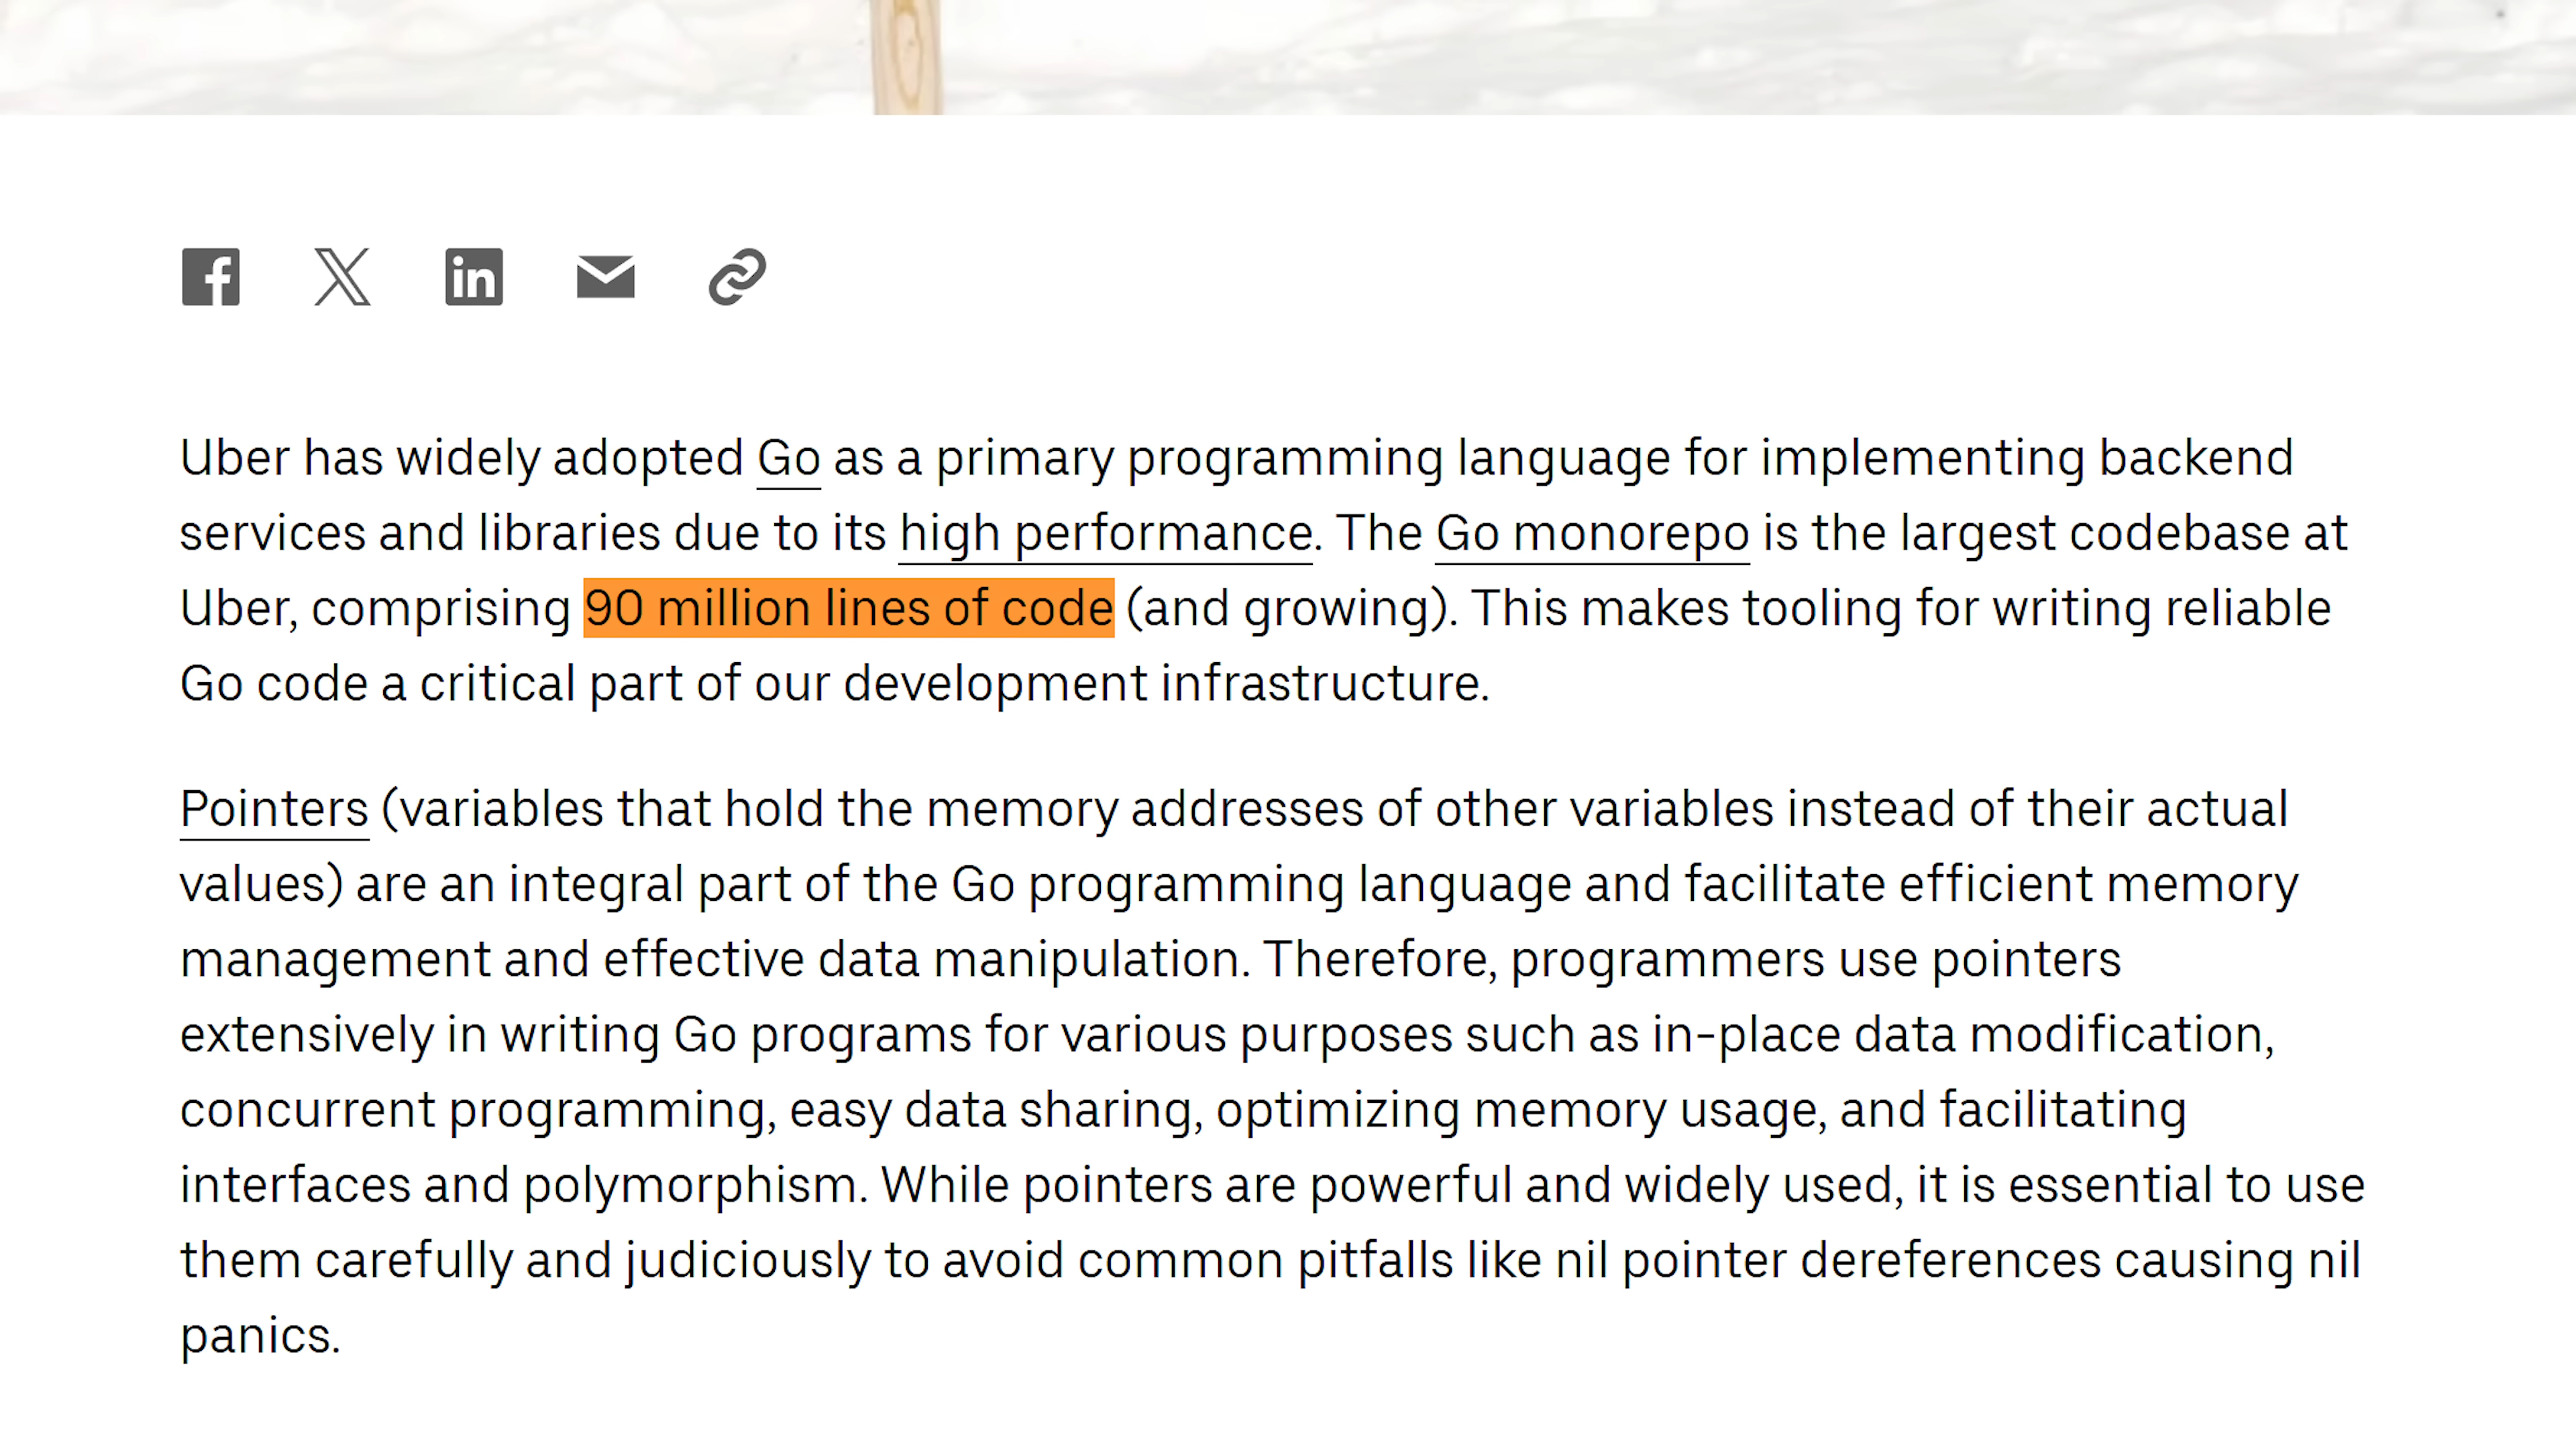 Uber has widely adopted Go as a primary programming language for implementing backend
services and libraries due to its high performance. The Go monorepo is the largest codebase at
Uber, comprising 90 million lines of code (and growing). This makes tooling for writing reliable
Go code a critical part of our development infrastructure.
Pointers (variables that hold the memory addresses of other variables instead of their actual
values) are an integral part of the Go programming language and facilitate efficient memory
management and effective data manipulation. Therefore, programmers use pointers
extensively in writing Go programs for various purposes such as in-place data modification,
concurrent programming, easy data sharing, optimizing memory usage, and facilitating
interfaces and polymorphism. While pointers are powerful and widely used, it is essential to use
them carefully and judiciously to avoid common pitfalls like nil pointer dereferences causing nil
panics.